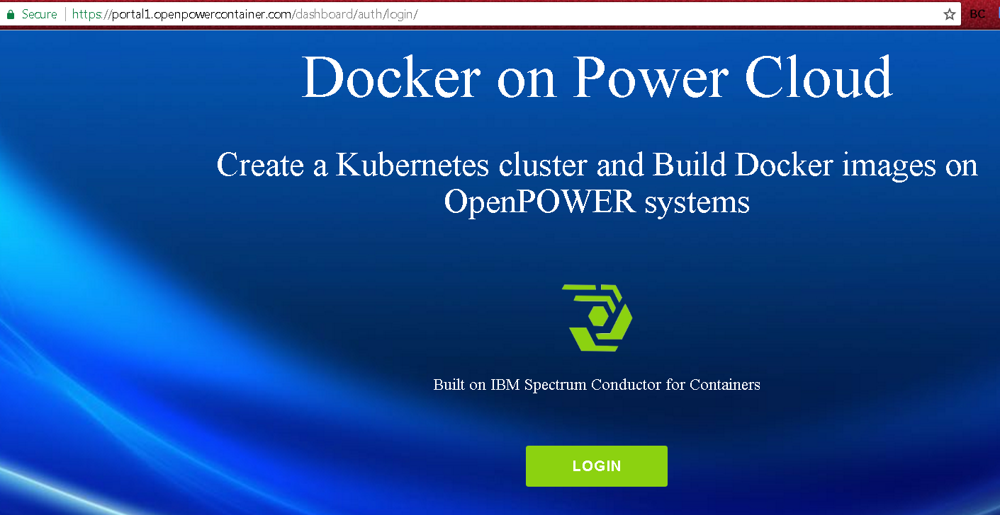 Secure https://portal1.openpowercontainer.com/dashboard/auth/login/ BC
Docker on Power Cloud
Create a Kubernetes cluster and Build Docker images on
OpenPOWER systems
Built on IBM Spectrum Conductor for Containers
LOGIN